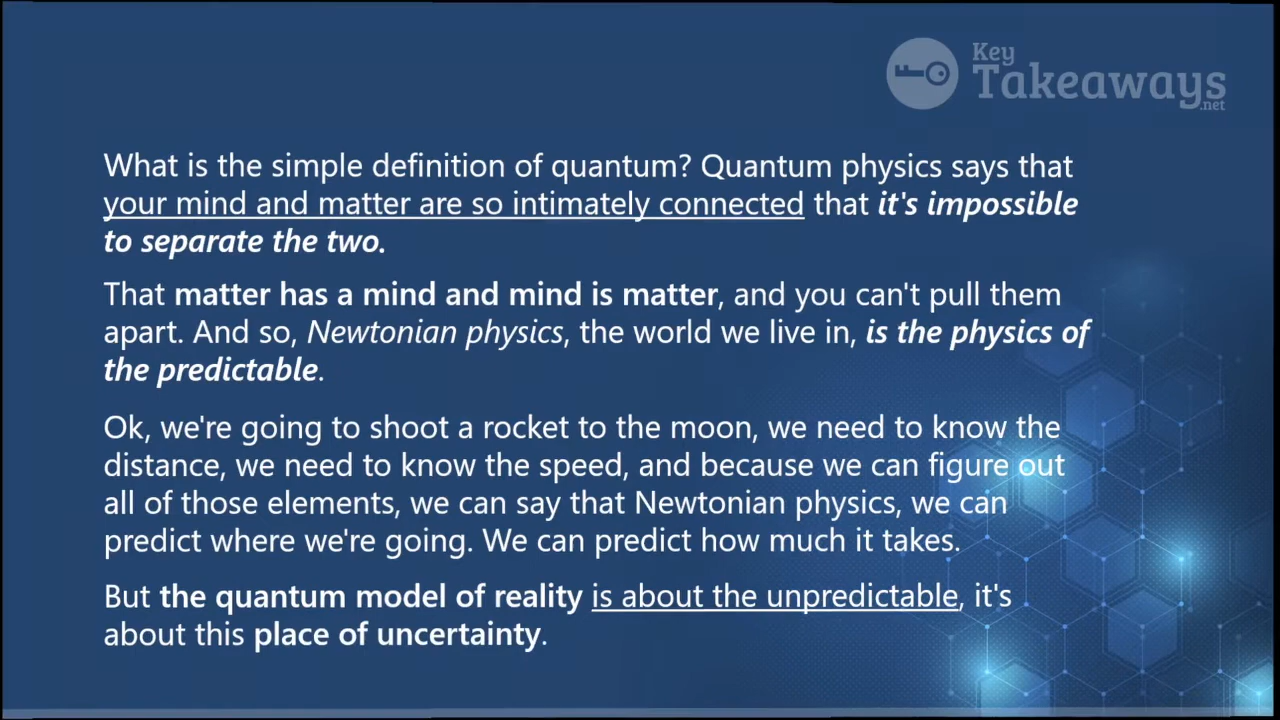 Key
Takeaways
.net
What is the simple definition of quantum? Quantum physics says that
your mind and matter are so intimately connected that it's impossible
to separate the two.
That matter has a mind and mind is matter, and you can't pull them
apart. And so, Newtonian physics, the world we live in, is the physics of
the predictable.
Ok, we're going to shoot a rocket to the moon, we need to know the
distance, we need to know the speed, and because we can figure out
all of those elements, we can say that Newtonian physics, we can
predict where we're going. We can predict how much it takes.
But the quantum model of reality is about the unpredictable, it's
about this place of uncertainty.